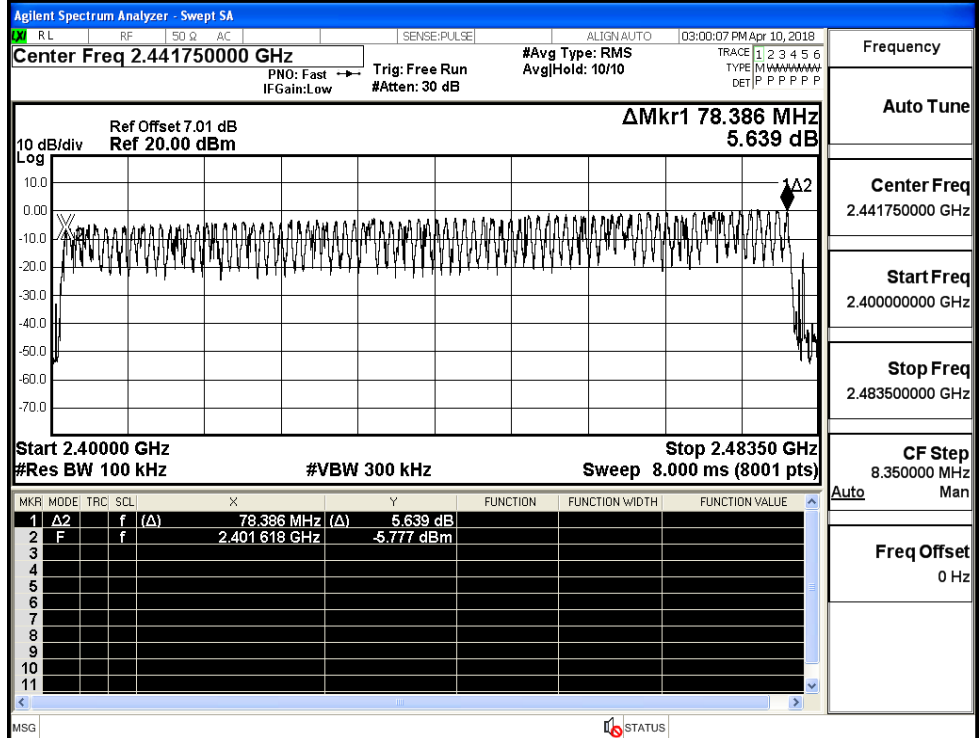 Agilent Spectrum Analyzer - Swept SA
LXI RL RF 50 Ω AC SENSE:PULSE ALIGN AUTO 03:00:07 PM Apr 10, 2018
Center Freq 2.441750000 GHz
PNO: Fast
IFGain:Low
Trig: Free Run
#Atten: 30 dB
#Avg Type: RMS
Avg|Hold: 10/10
TRACE 1 2 3 4 5 6
TYPE M WWWWW
DET P P P P P P
ΔMkr1 78.386 MHz
5.639 dB
Ref Offset 7.01 dB
10 dB/div Ref 20.00 dBm
Log
10.0
0.00
-10.0
-20.0
-30.0
-40.0
-50.0
-60.0
-70.0
1Δ2
Start 2.40000 GHz Stop 2.48350 GHz
#Res BW 100 kHz #VBW 300 kHz Sweep 8.000 ms (8001 pts)
MKR MODE TRC SCL X Y FUNCTION FUNCTION WIDTH FUNCTION VALUE
1 Δ2 f (Δ) 78.386 MHz (Δ) 5.639 dB
2 F f 2.401 618 GHz -5.777 dBm
3
4
5
6
7
8
9
10
11
MSG STATUS
Frequency
Auto Tune
Center Freq
2.441750000 GHz
Start Freq
2.400000000 GHz
Stop Freq
2.483500000 GHz
CF Step
8.350000 MHz
Auto Man
Freq Offset
0 Hz